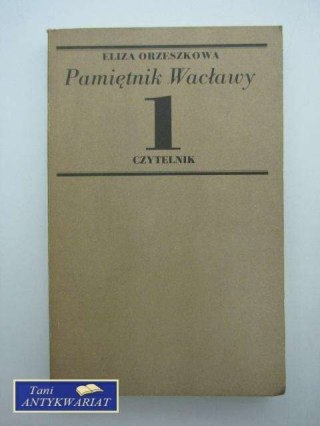 ELIZA ORZESZKOWA
Pamiętnik Wacławy
1
CZYTELNIK
Tani
ANTYKWARIAT